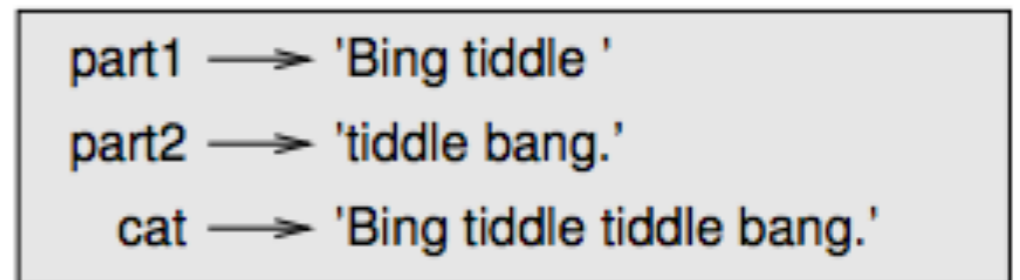 part1 → 'Bing tiddle '
part2 → 'tiddle bang.'
cat → 'Bing tiddle tiddle bang.'